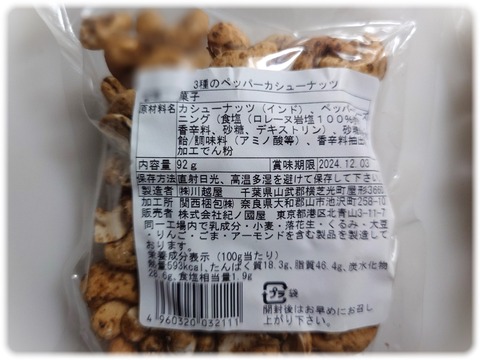 3種のペッパーカシューナッツ
菓子
原材料名 カシューナッツ（インド）、ペッパー
ニング（食塩（ロレーヌ岩塩１００％
香辛料、砂糖、デキストリン）、砂糖
飴/調味料（アミノ酸等）、香辛料抽出
加工でん粉
内容量 92g 賞味期限 2024.12.03
保存方法 直射日光、高温多湿を避けて保存して下さい。
製造者 ㈱川越屋 千葉県山武郡横芝光町屋形3660
加工所 関西梱包㈱ 奈良県大和郡山市池沢町258-10
販売者 株式会社紀ノ國屋 東京都港区北青山3-11-7
同一工場内で乳成分・小麦・落花生・くるみ・大豆
・りんご・ごま・アーモンドを含む製品を製造して
おります。
栄養成分表示（100g当たり）
熱量593kcal,たんぱく質18.3g,脂質46.4g,炭水化物
28.6g,食塩相当量1.9g
プラ 袋
開封後はお早めにお召し
上がり下さい。
4960320032111